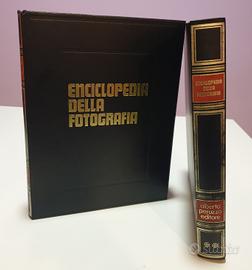 ENCICLOPEDIA
DELLA
FOTOGRAFIA
ENCICLOPEDIA
DELLA
FOTOGRAFIA
alberto
peruzzo
editore